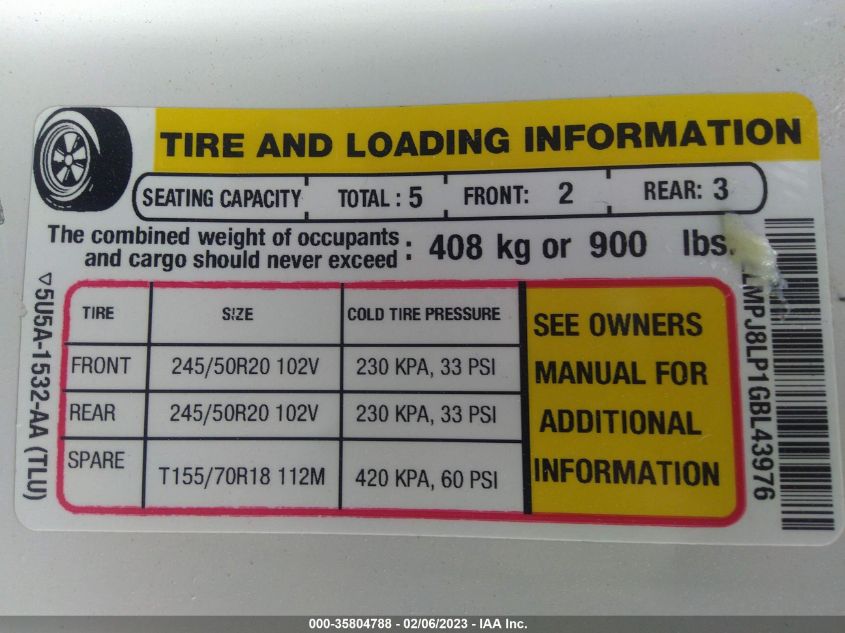 TIRE AND LOADING INFORMATION
SEATING CAPACITY TOTAL : 5 FRONT: 2 REAR: 3
The combined weight of occupants
and cargo should never exceed : 408 kg or 900 lbs.
TIRE SIZE COLD TIRE PRESSURE
FRONT 245/50R20 102V 230 KPA, 33 PSI
REAR 245/50R20 102V 230 KPA, 33 PSI
SPARE T155/70R18 112M 420 KPA, 60 PSI
SEE OWNERS
MANUAL FOR
ADDITIONAL
INFORMATION
5U5A-1532-AA (TLU)
LMPJ8LP1GBL43976
000-35804788 - 02/06/2023 - IAA Inc.